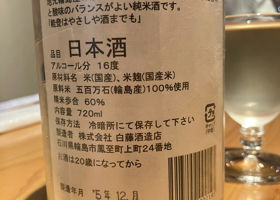 地元輪島産の
と酸味のバランスがよい純米酒です。
「能登はやさしや酒までも」
品目 日本酒
アルコール分 16度
原材料名 米(国産)、米麹(国産米)
原料米 五百万石(輪島産)100%使用
精米歩合 60%
内容量 720ml
保存方法 冷暗所にて保存して下さい
製造者 株式会社 白藤酒造店
石川県輪島市鳳至町上町24番地
お酒は20歳になってから
製造年月 '5年12月